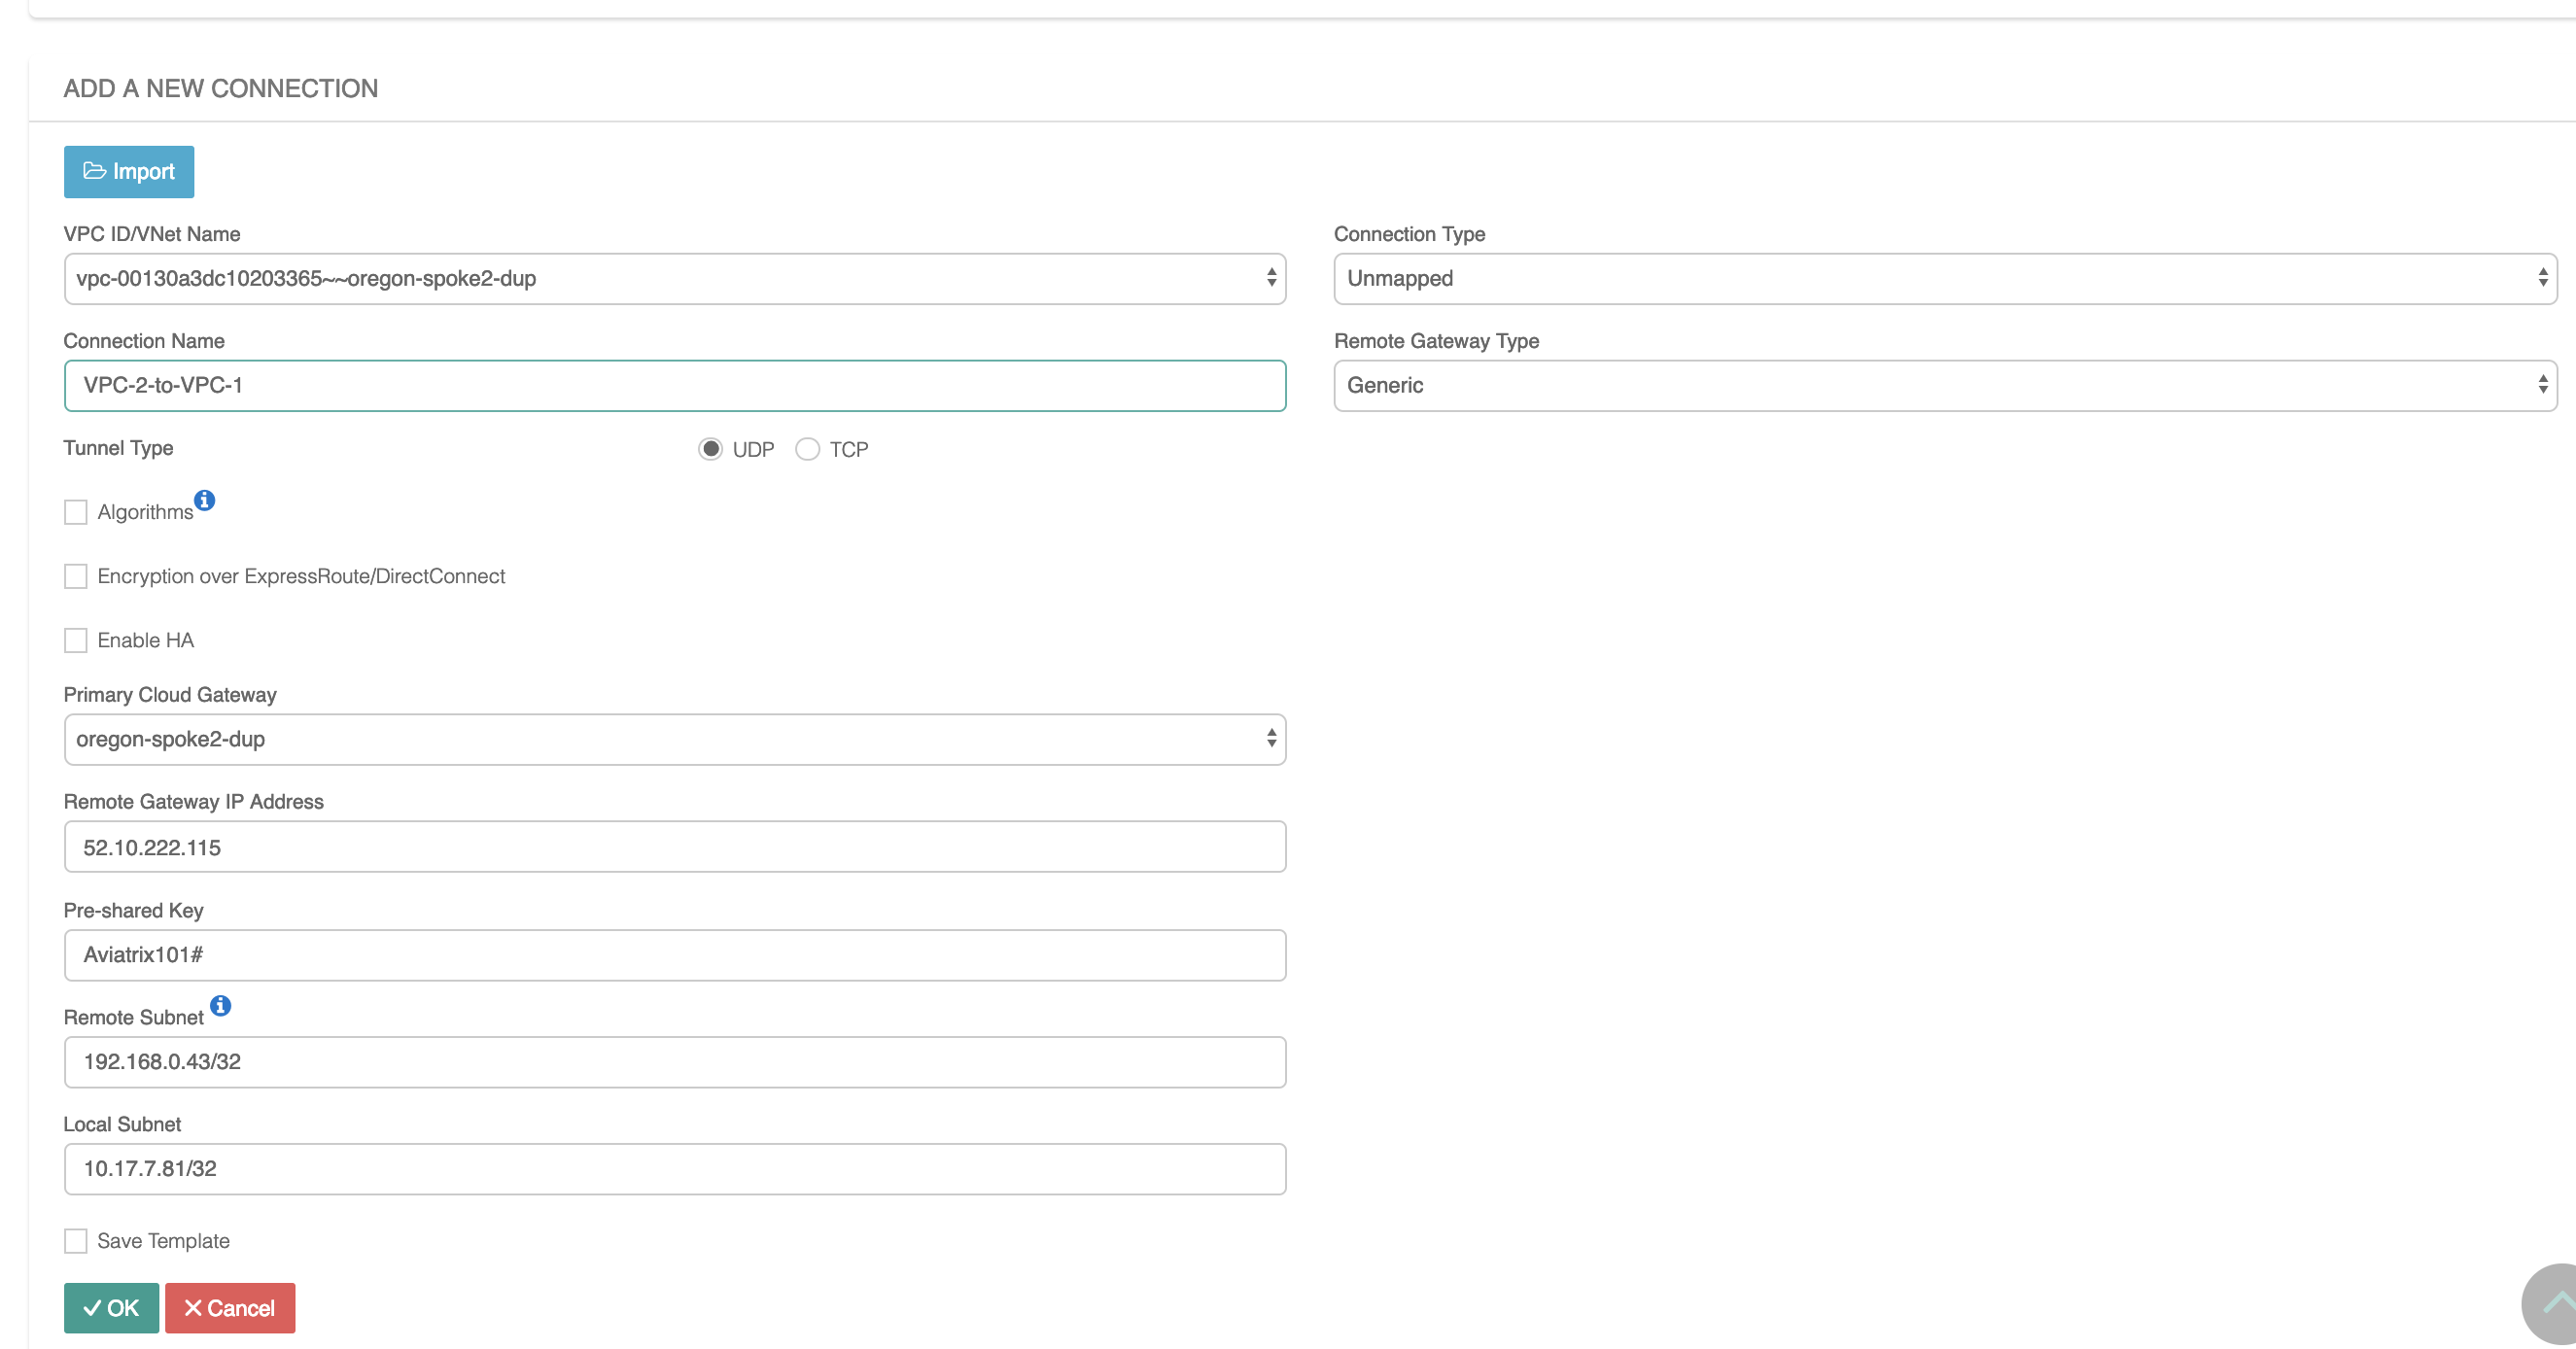 ADD A NEW CONNECTION
Import
VPC ID/VNet Name
vpc-00130a3dc10203365~~oregon-spoke2-dup
Connection Type
Unmapped
Connection Name
VPC-2-to-VPC-1
Remote Gateway Type
Generic
Tunnel Type
UDP TCP
Algorithms
Encryption over ExpressRoute/DirectConnect
Enable HA
Primary Cloud Gateway
oregon-spoke2-dup
Remote Gateway IP Address
52.10.222.115
Pre-shared Key
Aviatrix101#
Remote Subnet
192.168.0.43/32
Local Subnet
10.17.7.81/32
Save Template
OK Cancel